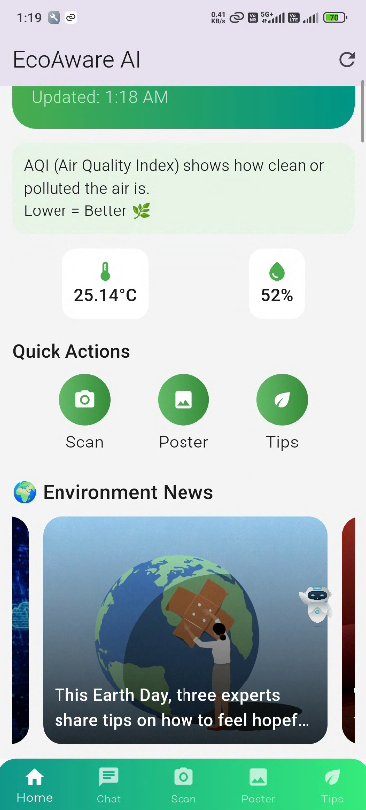 1:19
0.41 KB/s
5G+
70
EcoAware AI
Updated: 1:18 AM
AQI (Air Quality Index) shows how clean or
polluted the air is.
Lower = Better 🌿
25.14°C
52%
Quick Actions
Scan
Poster
Tips
🌍 Environment News
This Earth Day, three experts
share tips on how to feel hopef...
Home
Chat
Scan
Poster
Tips